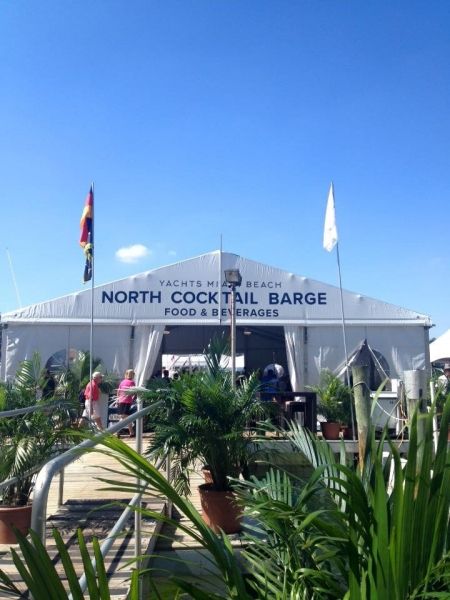 YACHTS MIAMI BEACH
NORTH COCKTAIL BARGE
FOOD & BEVERAGES